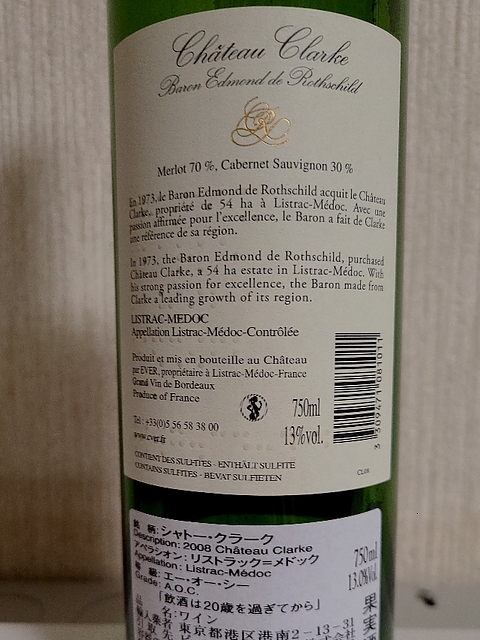 Château Clarke
Baron Edmond de Rothschild
Merlot 70 %, Cabernet Sauvignon 30 %
En 1973, le Baron Edmond de Rothschild acquit le Château
Clarke, propriété de 54 ha à Listrac-Médoc. Avec une
passion affirmée pour l'excellence, le Baron a fait de Clarke
une référence de sa région.
In 1973, the Baron Edmond de Rothschild, purchased
Château Clarke, a 54 ha estate in Listrac-Médoc. With
his strong passion for excellence, the Baron made from
Clarke a leading growth of its region.
LISTRAC-MEDOC
Appellation Listrac-Médoc-Contrôlée
Produit et mis en bouteille au Château
par EVER, propriétaire à Listrac-Médoc-France
Grand Vin de Bordeaux
Produce of France
Tel : +33(0)5 56 58 38 00
www.cver.fr
750ml
13%vol.
3 309471 081011
CONTIENT DES SULFITES - ENTHÄLT SULFITE
CONTAINS SULFITES - BEVAT SULFIETEN
CL08
銘 柄:シャトー・クラーク
Description: 2008 Château Clarke
アペラシオン:リストラック=メドック
Appellation: Listrac-Médoc
等 級:エー・オー・シー
Grade: A.O.C.
750ml
13.0%Vol
「飲酒は20歳を過ぎてから」
品 名:ワイン
果実
東京都港区港南2-13-31